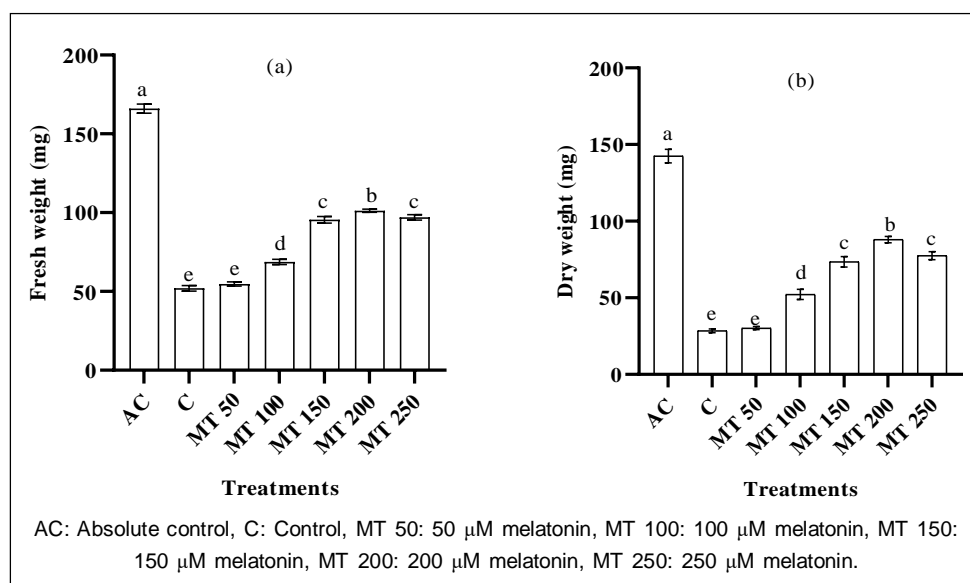 (a)
200
150
100
50
0
Fresh weight (mg)
a
e
e
d
c
b
c
AC
C
MT 50
MT 100
MT 150
MT 200
MT 250
Treatments
(b)
200
150
100
50
0
Dry weight (mg)
a
e
e
d
c
b
c
AC
C
MT 50
MT 100
MT 150
MT 200
MT 250
Treatments
AC: Absolute control, C: Control, MT 50: 50 μM melatonin, MT 100: 100 μM melatonin, MT 150:
150 μM melatonin, MT 200: 200 μM melatonin, MT 250: 250 μM melatonin.